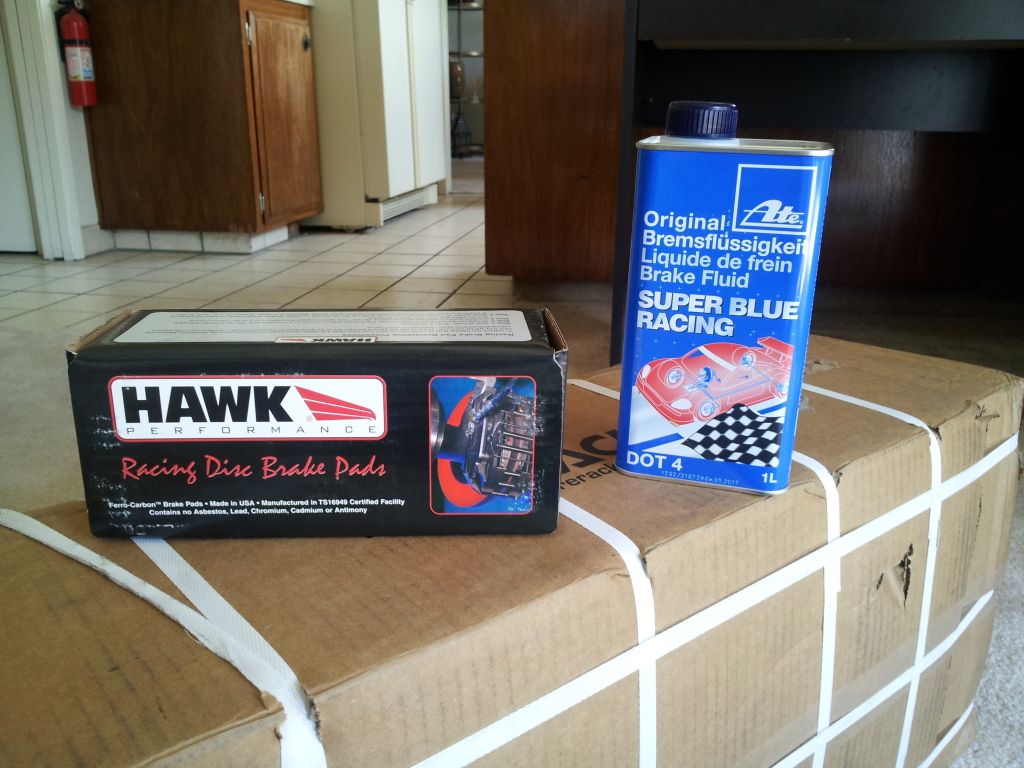 HAWK
PERFORMANCE
Racing Disc Brake Pads
Ferro-Carbon™ Brake Pads • Made in USA • Manufactured in TS16949 Certified Facility
Contains no Asbestos, Lead, Chromium, Cadmium or Antimony
HAWK
Ate
Original
Bremsflüssigkeit
Liquide de frein
Brake Fluid
SUPER BLUE
RACING
DOT 4
1L